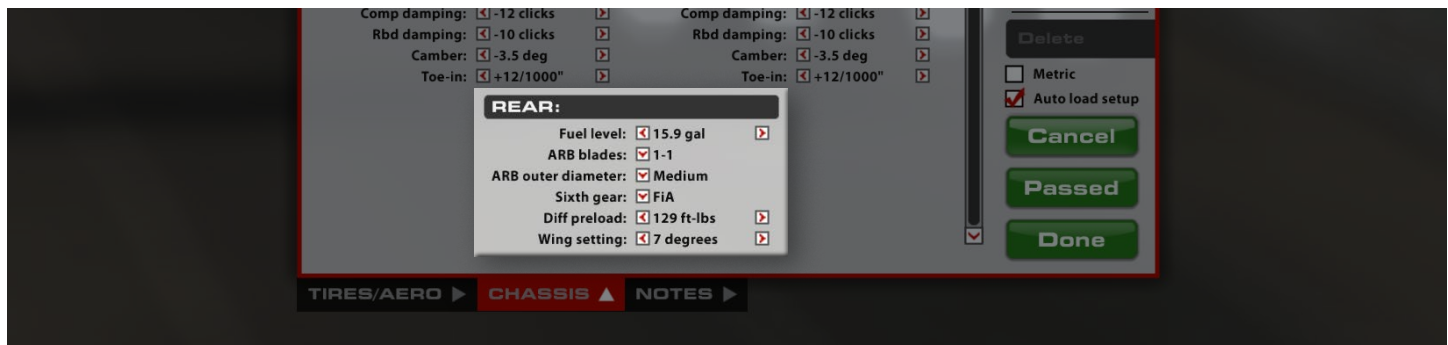 Comp damping: -12 clicks Comp damping: -12 clicks
Rbd damping: -10 clicks Rbd damping: -10 clicks
Camber: -3.5 deg Camber: -3.5 deg
Toe-in: +12/1000" Toe-in: +12/1000"
REAR:
Fuel level: 15.9 gal
ARB blades: 1-1
ARB outer diameter: Medium
Sixth gear: FiA
Diff preload: 129 ft-lbs
Wing setting: 7 degrees
Delete
Metric
Auto load setup
Cancel
Passed
Done
TIRES/AERO CHASSIS NOTES